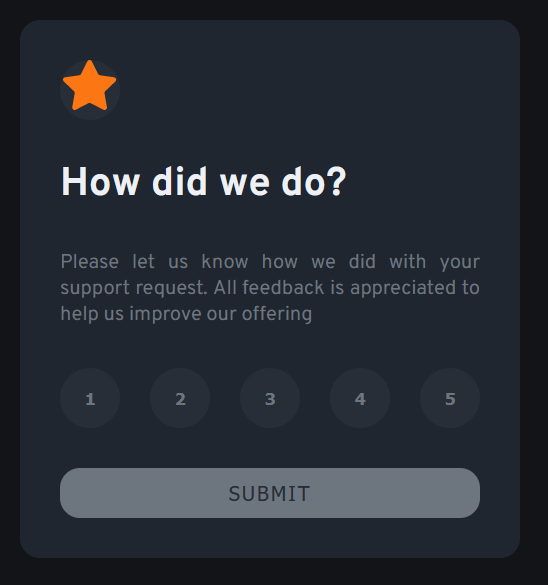 How did we do?
Please let us know how we did with your
support request. All feedback is appreciated to
help us improve our offering
1 2 3 4 5
SUBMIT